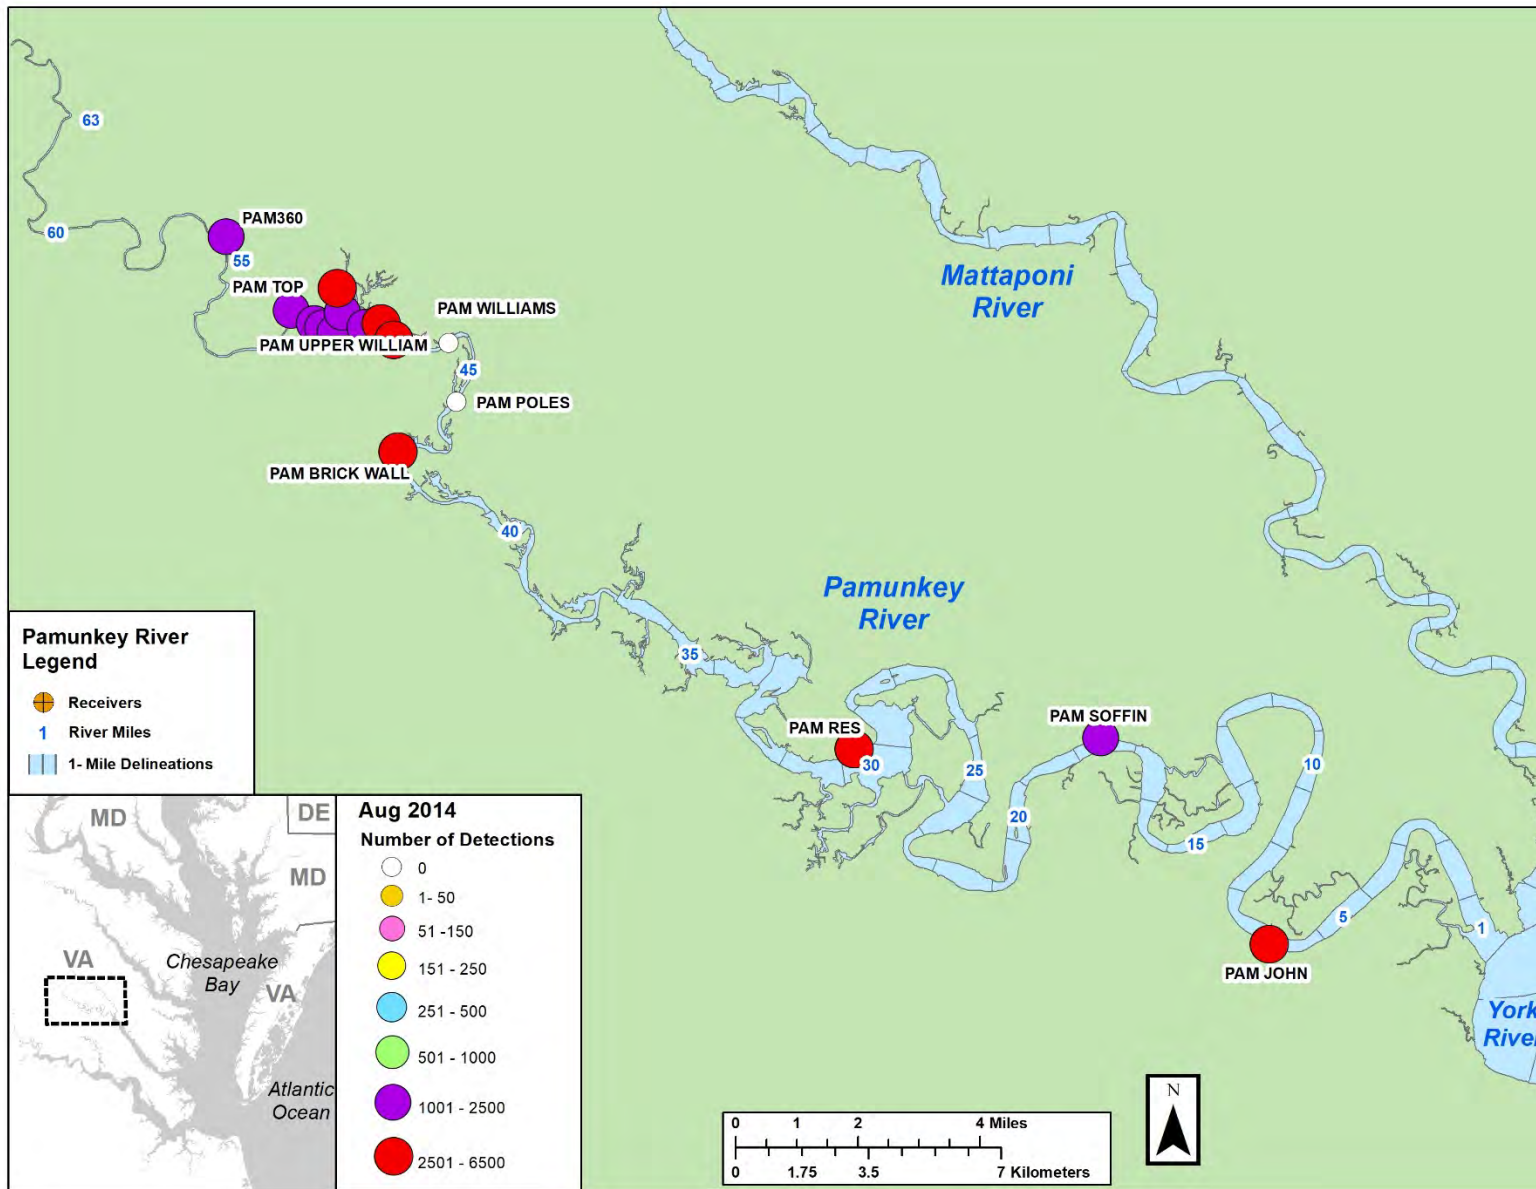 63
PAM360
60
55
PAM TOP
PAM WILLIAMS
PAM UPPER WILLIAM
45
PAM POLES
PAM BRICK WALL
40
Mattaponi
River
Pamunkey
River
35
PAM RES
30
25
PAM SOFFIN
20
15
10
5
1
PAM JOHN
York
River
Pamunkey River
Legend
Receivers
1 River Miles
1- Mile Delineations
MD
DE
MD
VA
Chesapeake
Bay
VA
Atlantic
Ocean
Aug 2014
Number of Detections
0
1- 50
51 -150
151 - 250
251 - 500
501 - 1000
1001 - 2500
2501 - 6500
0 1 2 4 Miles
0 1.75 3.5 7 Kilometers
N